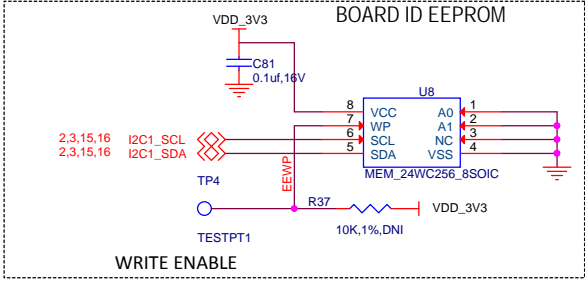 BOARD ID EEPROM
VDD_3V3
C81
0.1uf,16V
U8
8 VCC A0 1
7 WP A1 2
2,3,15,16 I2C1_SCL 6 SCL NC 3
2,3,15,16 I2C1_SDA 5 SDA VSS 4
MEM_24WC256_8SOIC
EEWP
TP4
R37
VDD_3V3
10K,1%,DNI
TESTPT1
WRITE ENABLE